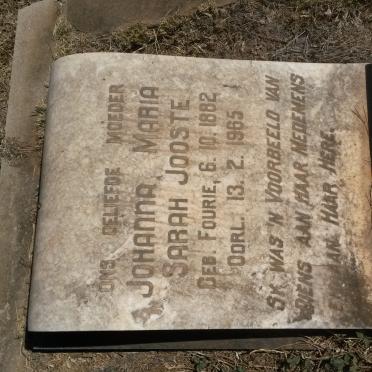 ONS GELIEFDE MOEDER
JOHANNA MARIA
SARAH JOOSTE
GEB. FOURIE, 6. 10. 1882
OORL. 13. 2. 1965
SY WAS 'N VOORBEELD VAN
DIENS AAN HAAR MEDEMENS
EN AAN HAAR HERE.